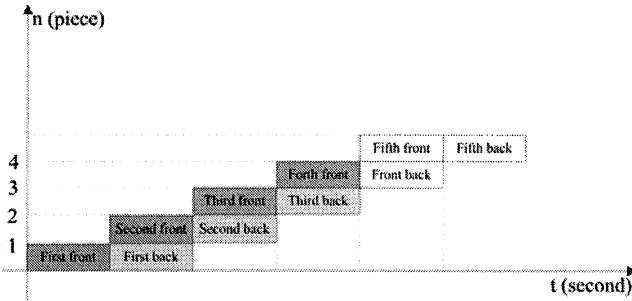 n (piece)
Fifth front Fifth back
4
Forth front Front back
3
Third front Third back
2
Second front Second back
1
First front First back
t (second)